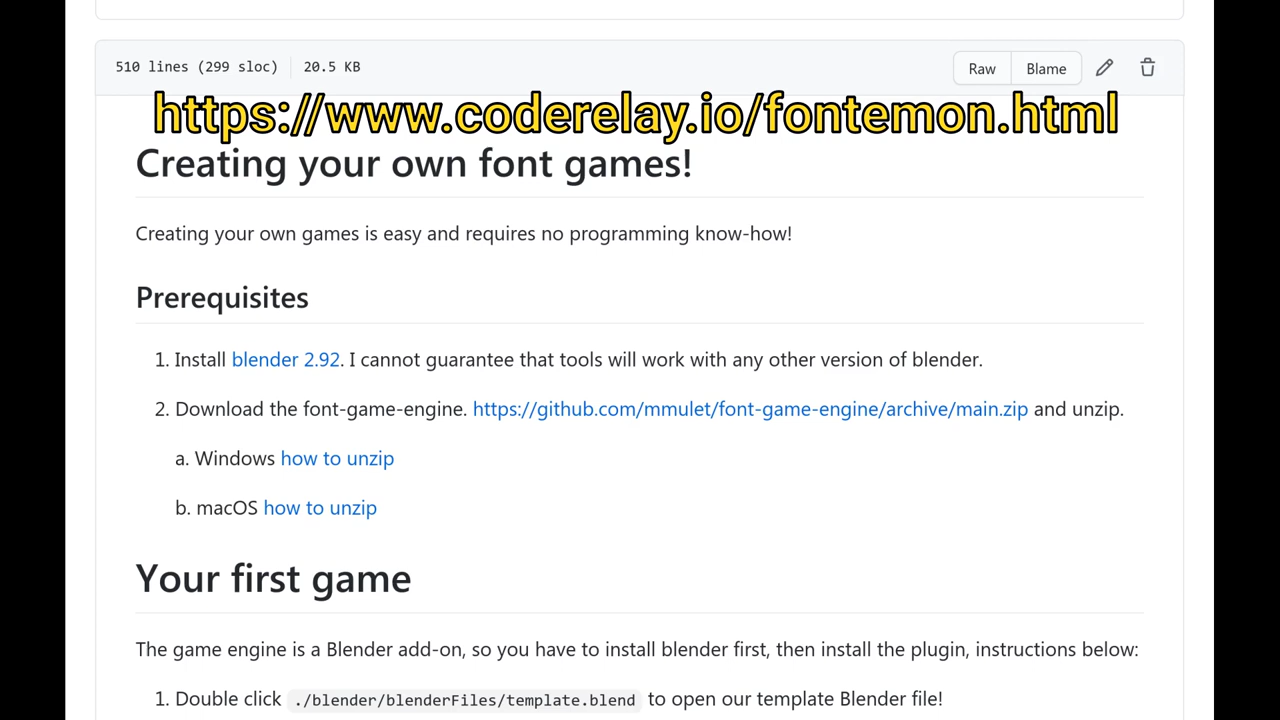 510 lines (299 sloc) 20.5 KB Raw Blame
https://www.coderelay.io/fontemon.html
Creating your own font games!
Creating your own games is easy and requires no programming know-how!
Prerequisites
1. Install blender 2.92. I cannot guarantee that tools will work with any other version of blender.
2. Download the font-game-engine. https://github.com/mmulet/font-game-engine/archive/main.zip and unzip.
a. Windows how to unzip
b. macOS how to unzip
Your first game
The game engine is a Blender add-on, so you have to install blender first, then install the plugin, instructions below:
1. Double click ./blender/blenderFiles/template.blend to open our template Blender file!